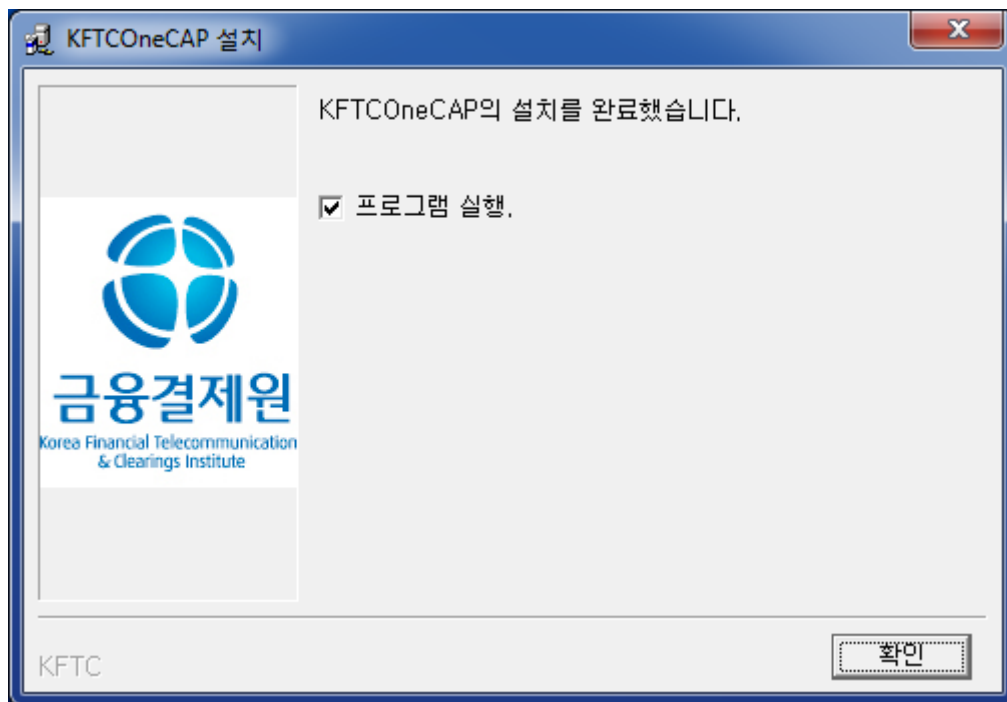 KFTCOneCAP 설치
KFTCOneCAP의 설치를 완료했습니다.
프로그램 실행.
금융결제원
Korea Financial Telecommunication
& Clearings Institute
KFTC
확인